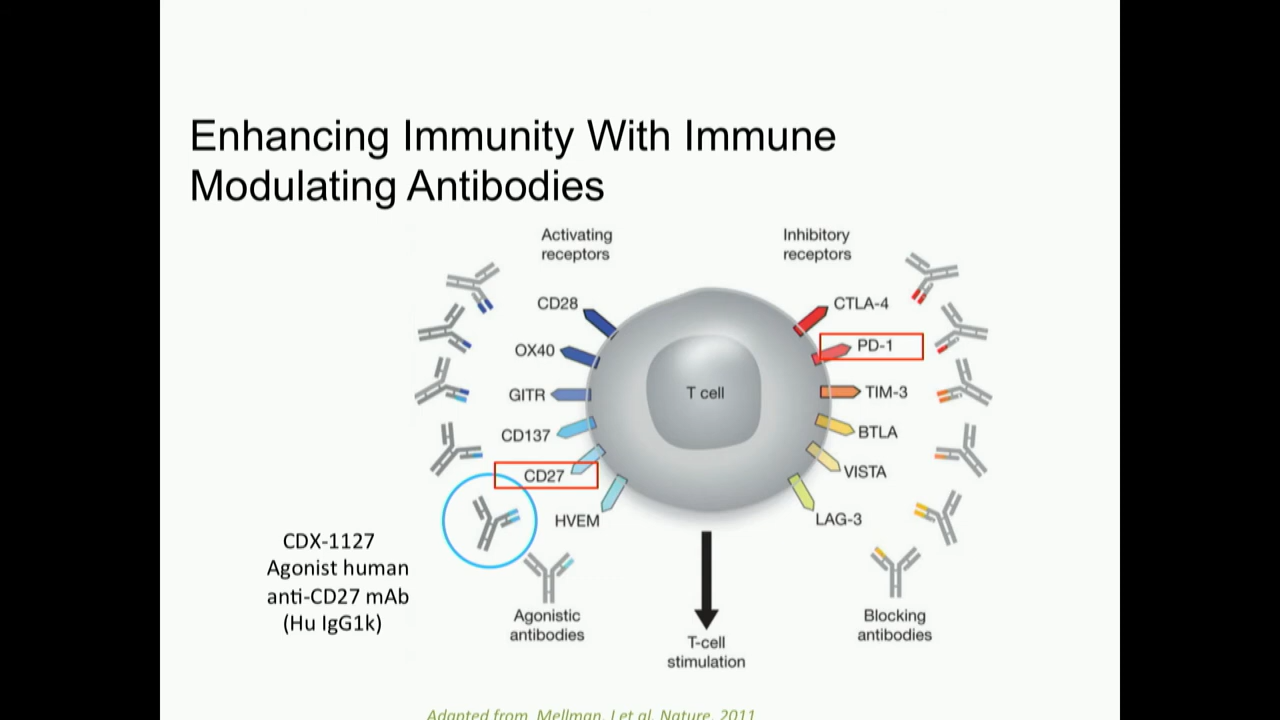 Enhancing Immunity With Immune
Modulating Antibodies
Activating
receptors
Inhibitory
receptors
CD28
CTLA-4
OX40
PD-1
GITR
T cell
TIM-3
CD137
BTLA
CD27
VISTA
HVEM
LAG-3
CDX-1127
Agonist human
anti-CD27 mAb
(Hu IgG1k)
Agonistic
antibodies
Blocking
antibodies
T-cell
stimulation
Adapted from Mellman, I et al. Nature, 2011